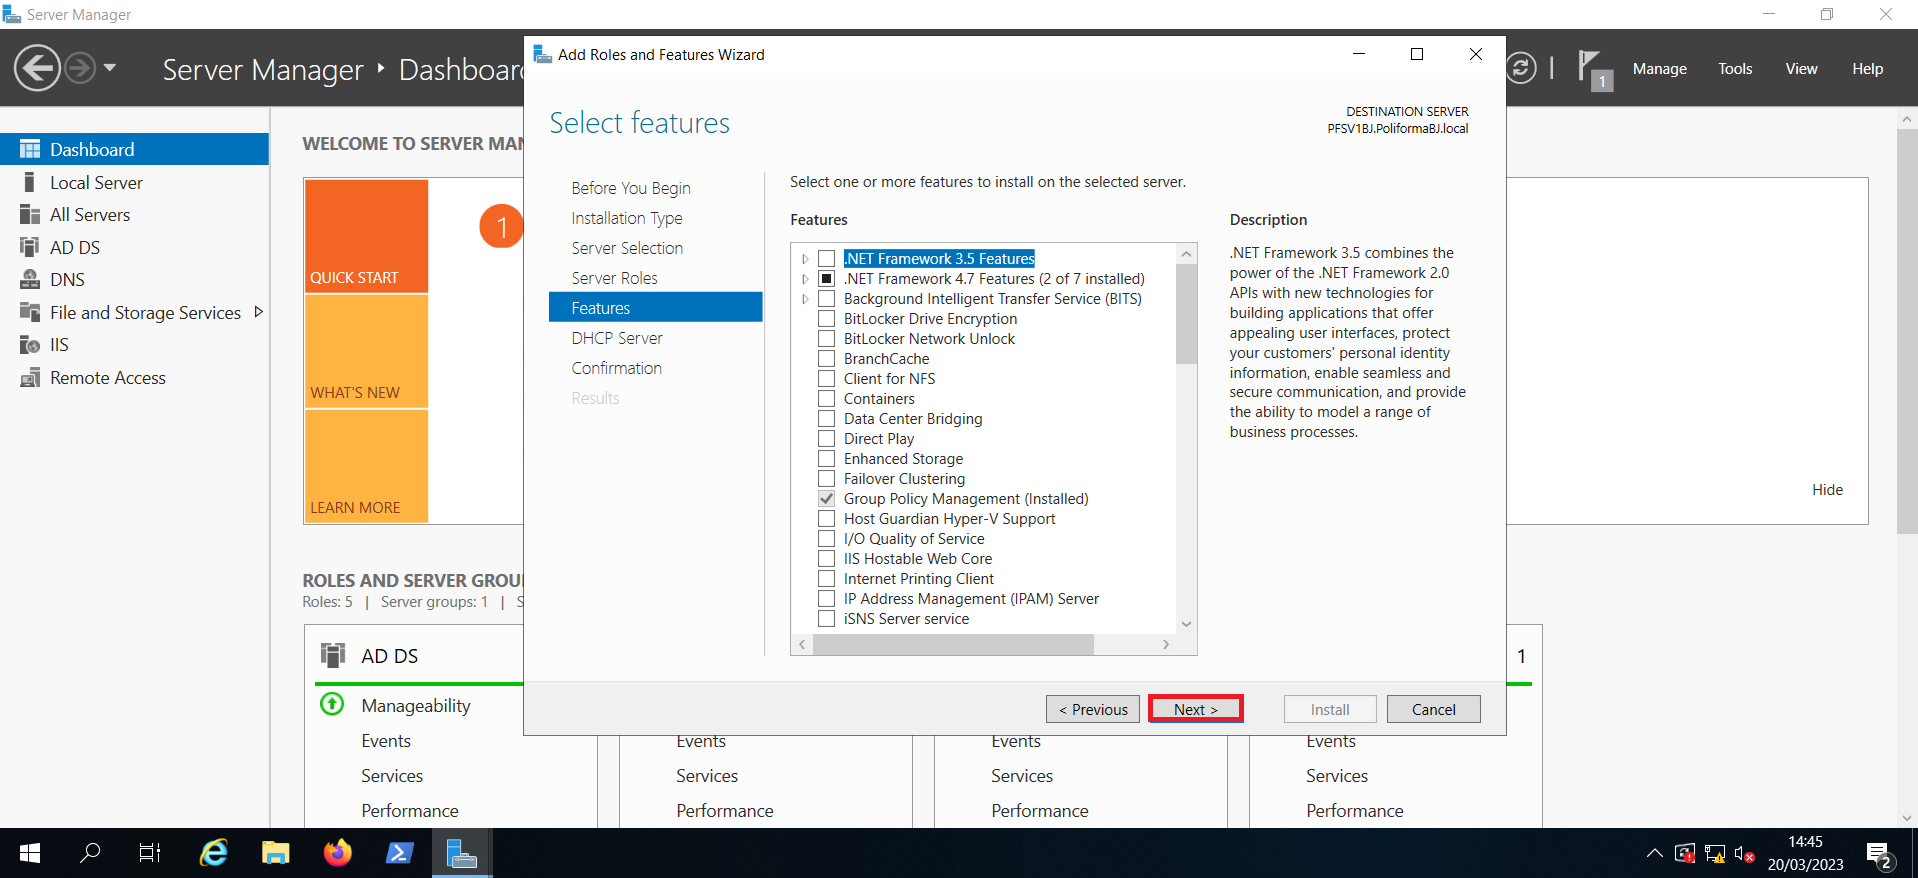 Server Manager
Server Manager ‣ Dashboard
1
Manage
Tools
View
Help
Dashboard
Local Server
All Servers
AD DS
DNS
File and Storage Services
IIS
Remote Access
WELCOME TO SERVER MAN
QUICK START
WHAT'S NEW
LEARN MORE
1
Hide
ROLES AND SERVER GROU
Roles: 5 | Server groups: 1 | S
AD DS
Manageability
Events
Services
Performance
Events
Services
Performance
Events
Services
Performance
1
Events
Services
Performance
Add Roles and Features Wizard
Select features
DESTINATION SERVER
PFSV1BJ.PoliformaBJ.local
Before You Begin
Installation Type
Server Selection
Server Roles
Features
DHCP Server
Confirmation
Results
Select one or more features to install on the selected server.
Features
.NET Framework 3.5 Features
.NET Framework 4.7 Features (2 of 7 installed)
Background Intelligent Transfer Service (BITS)
BitLocker Drive Encryption
BitLocker Network Unlock
BranchCache
Client for NFS
Containers
Data Center Bridging
Direct Play
Enhanced Storage
Failover Clustering
Group Policy Management (Installed)
Host Guardian Hyper-V Support
I/O Quality of Service
IIS Hostable Web Core
Internet Printing Client
IP Address Management (IPAM) Server
iSNS Server service
Description
.NET Framework 3.5 combines the
power of the .NET Framework 2.0
APIs with new technologies for
building applications that offer
appealing user interfaces, protect
your customers' personal identity
information, enable seamless and
secure communication, and provide
the ability to model a range of
business processes.
< Previous
Next >
Install
Cancel
14:45
20/03/2023
2